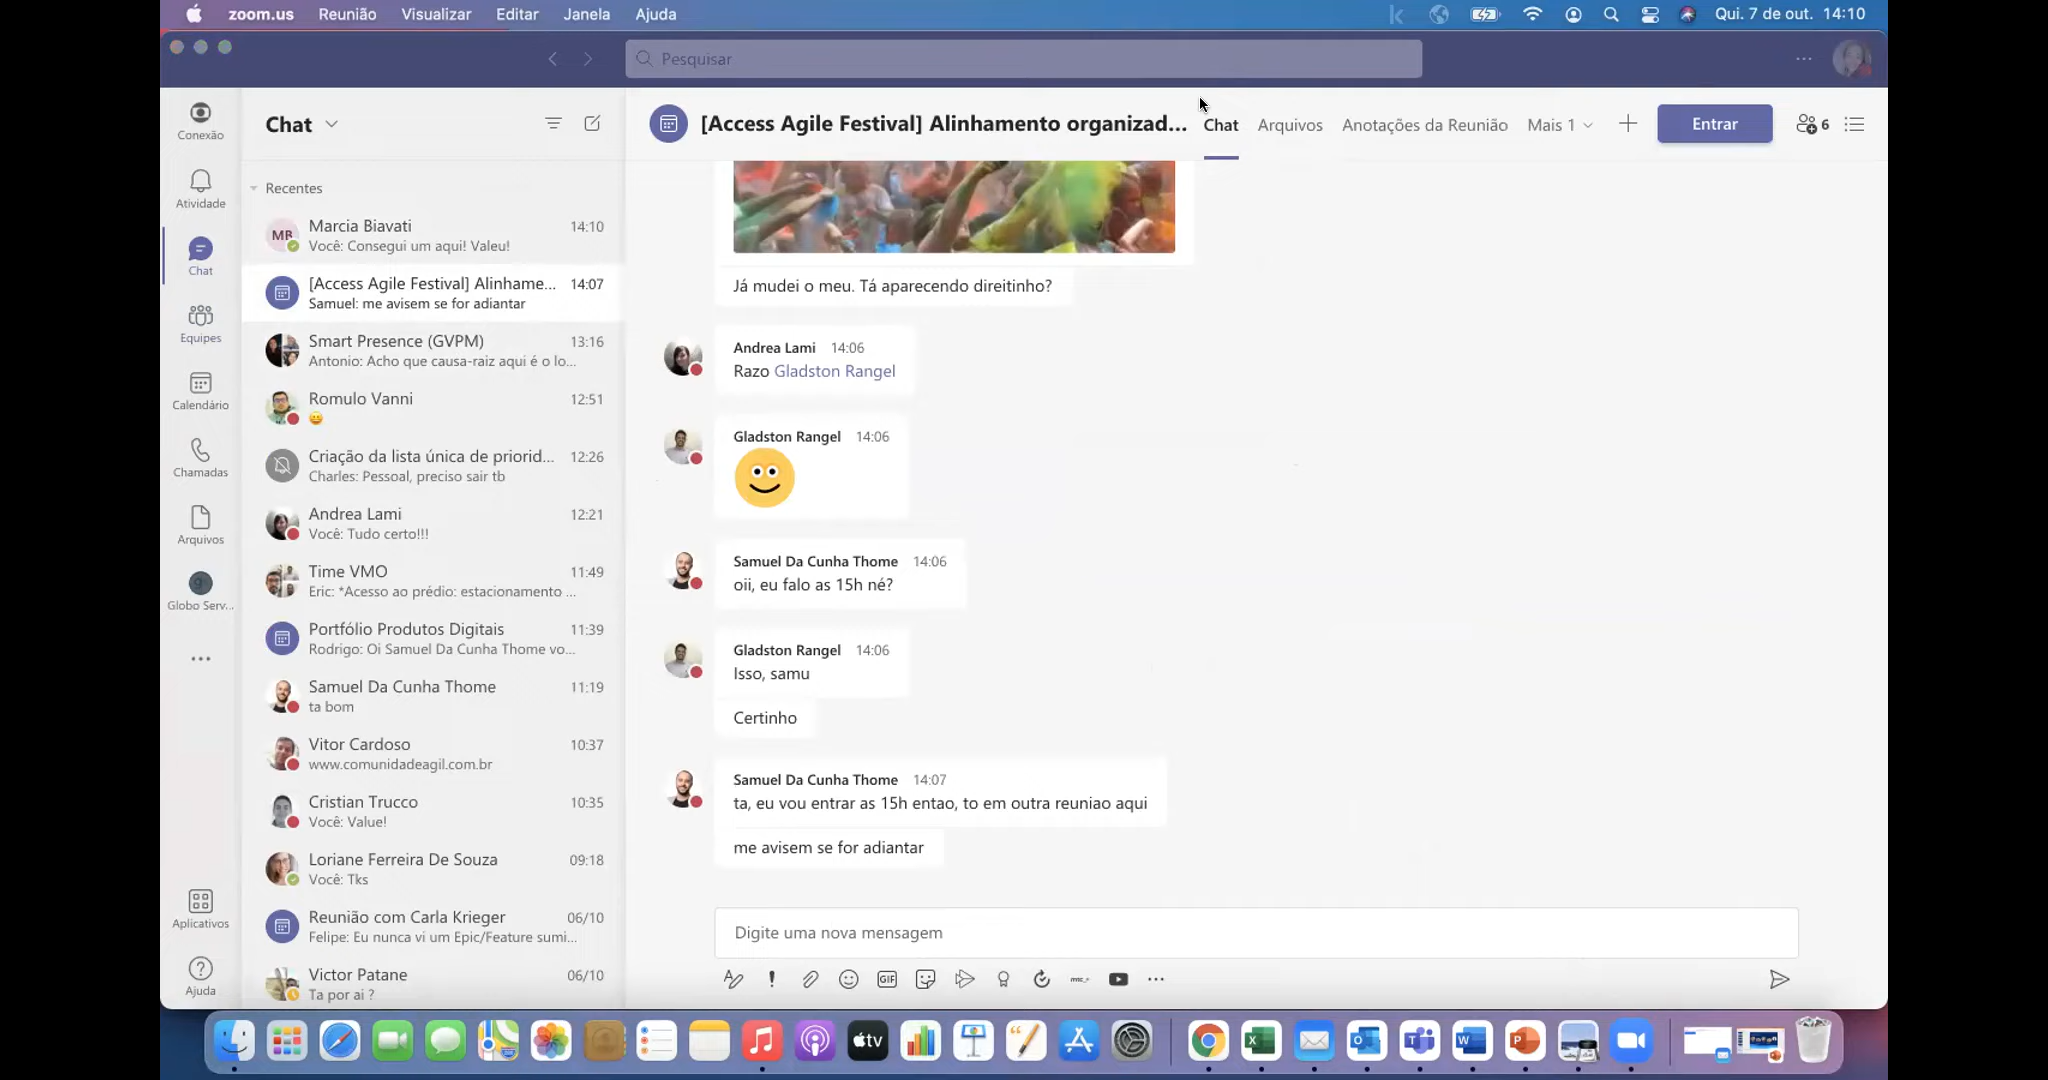 zoom.us Reunião Visualizar Editar Janela Ajuda Qui. 7 de out. 14:10
Pesquisar
Conexão
Atividade
Chat
Equipes
Calendário
Chamadas
Arquivos
Globo Serv...
Aplicativos
Ajuda
Chat
Recentes
MB
Marcia Biavati 14:10
Você: Consegui um aqui! Valeu!
[Access Agile Festival] Alinhame... 14:07
Samuel: me avisem se for adiantar
Smart Presence (GVPM) 13:16
Antonio: Acho que causa-raiz aqui é o lo...
Romulo Vanni 12:51
😄
Criação da lista única de priorid... 12:26
Charles: Pessoal, preciso sair tb
Andrea Lami 12:21
Você: Tudo certo!!!
Time VMO 11:49
Eric: *Acesso ao prédio: estacionamento ...
Portfólio Produtos Digitais 11:39
Rodrigo: Oi Samuel Da Cunha Thome vo...
Samuel Da Cunha Thome 11:19
ta bom
Vitor Cardoso 10:37
www.comunidadeagil.com.br
Cristian Trucco 10:35
Você: Value!
Loriane Ferreira De Souza 09:18
Você: Tks
Reunião com Carla Krieger 06/10
Felipe: Eu nunca vi um Epic/Feature sumi...
Victor Patane 06/10
Ta por ai ?
[Access Agile Festival] Alinhamento organizad... Chat Arquivos Anotações da Reunião Mais 1 Entrar 6
Já mudei o meu. Tá aparecendo direitinho?
Andrea Lami 14:06
Razo Gladston Rangel
Gladston Rangel 14:06
Samuel Da Cunha Thome 14:06
oii, eu falo as 15h né?
Gladston Rangel 14:06
Isso, samu
Certinho
Samuel Da Cunha Thome 14:07
ta, eu vou entrar as 15h entao, to em outra reuniao aqui
me avisem se for adiantar
Digite uma nova mensagem
GIF
tv